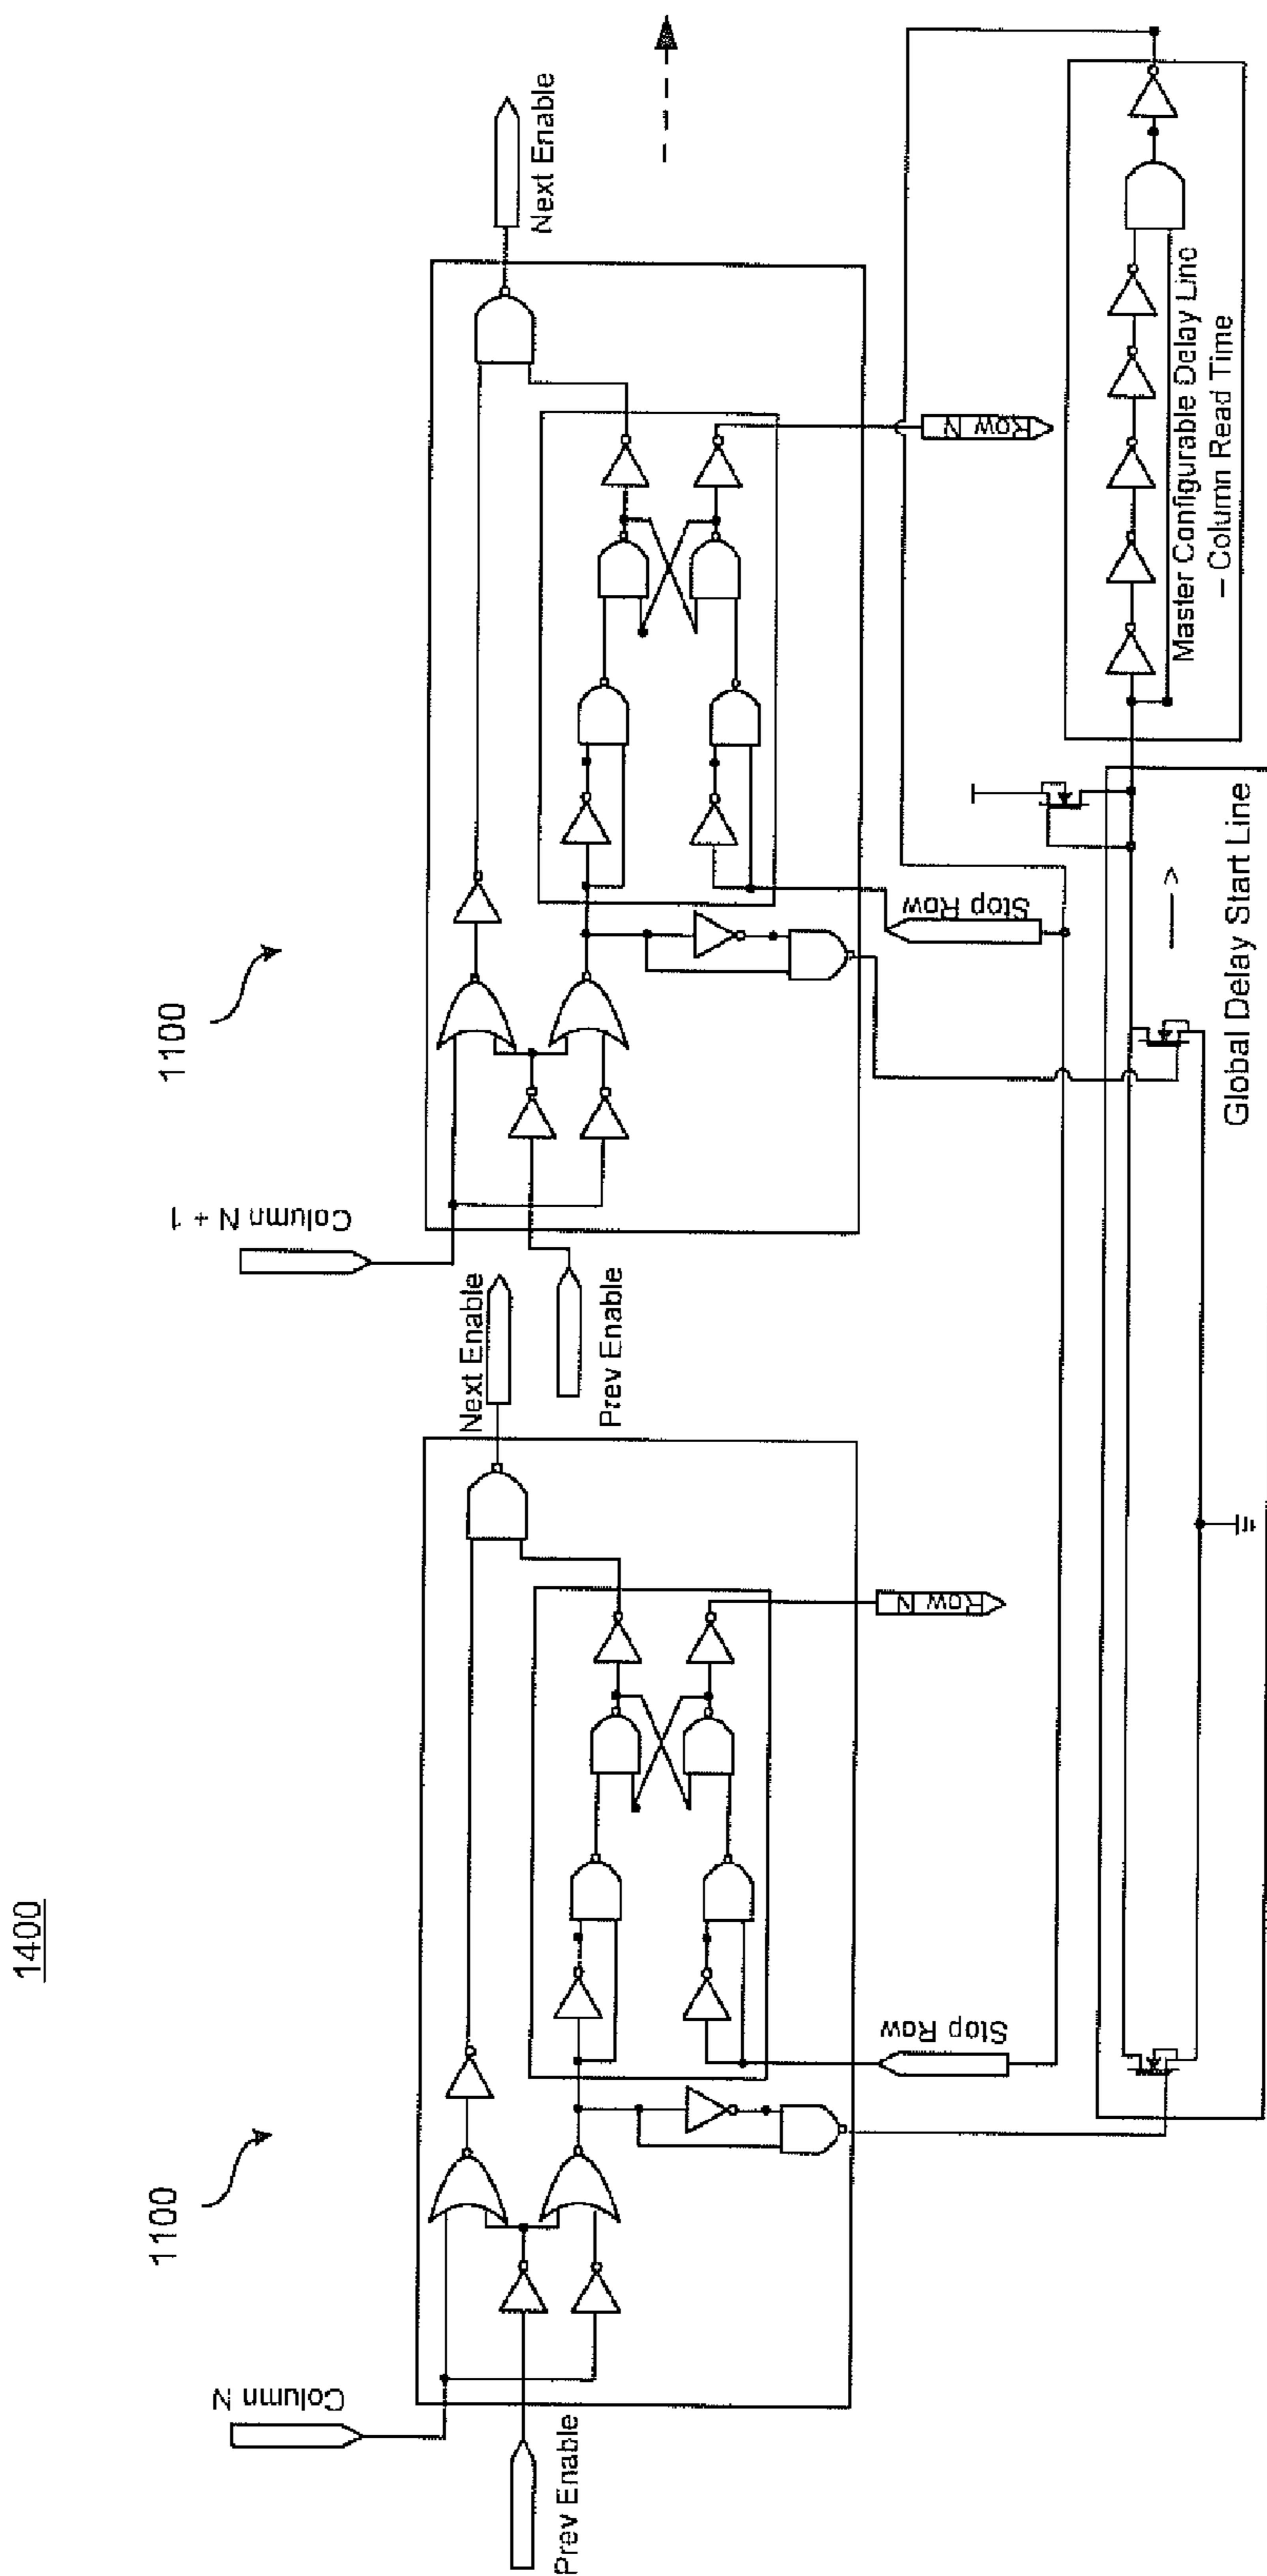 1400
1100
Column N
Prev Enable
Next Enable
Row N
Stop Row
1100
Column N + 1
Prev Enable
Next Enable
Row N
Stop Row
Global Delay Start Line
Master Configurable Delay Line
– Column Read Time